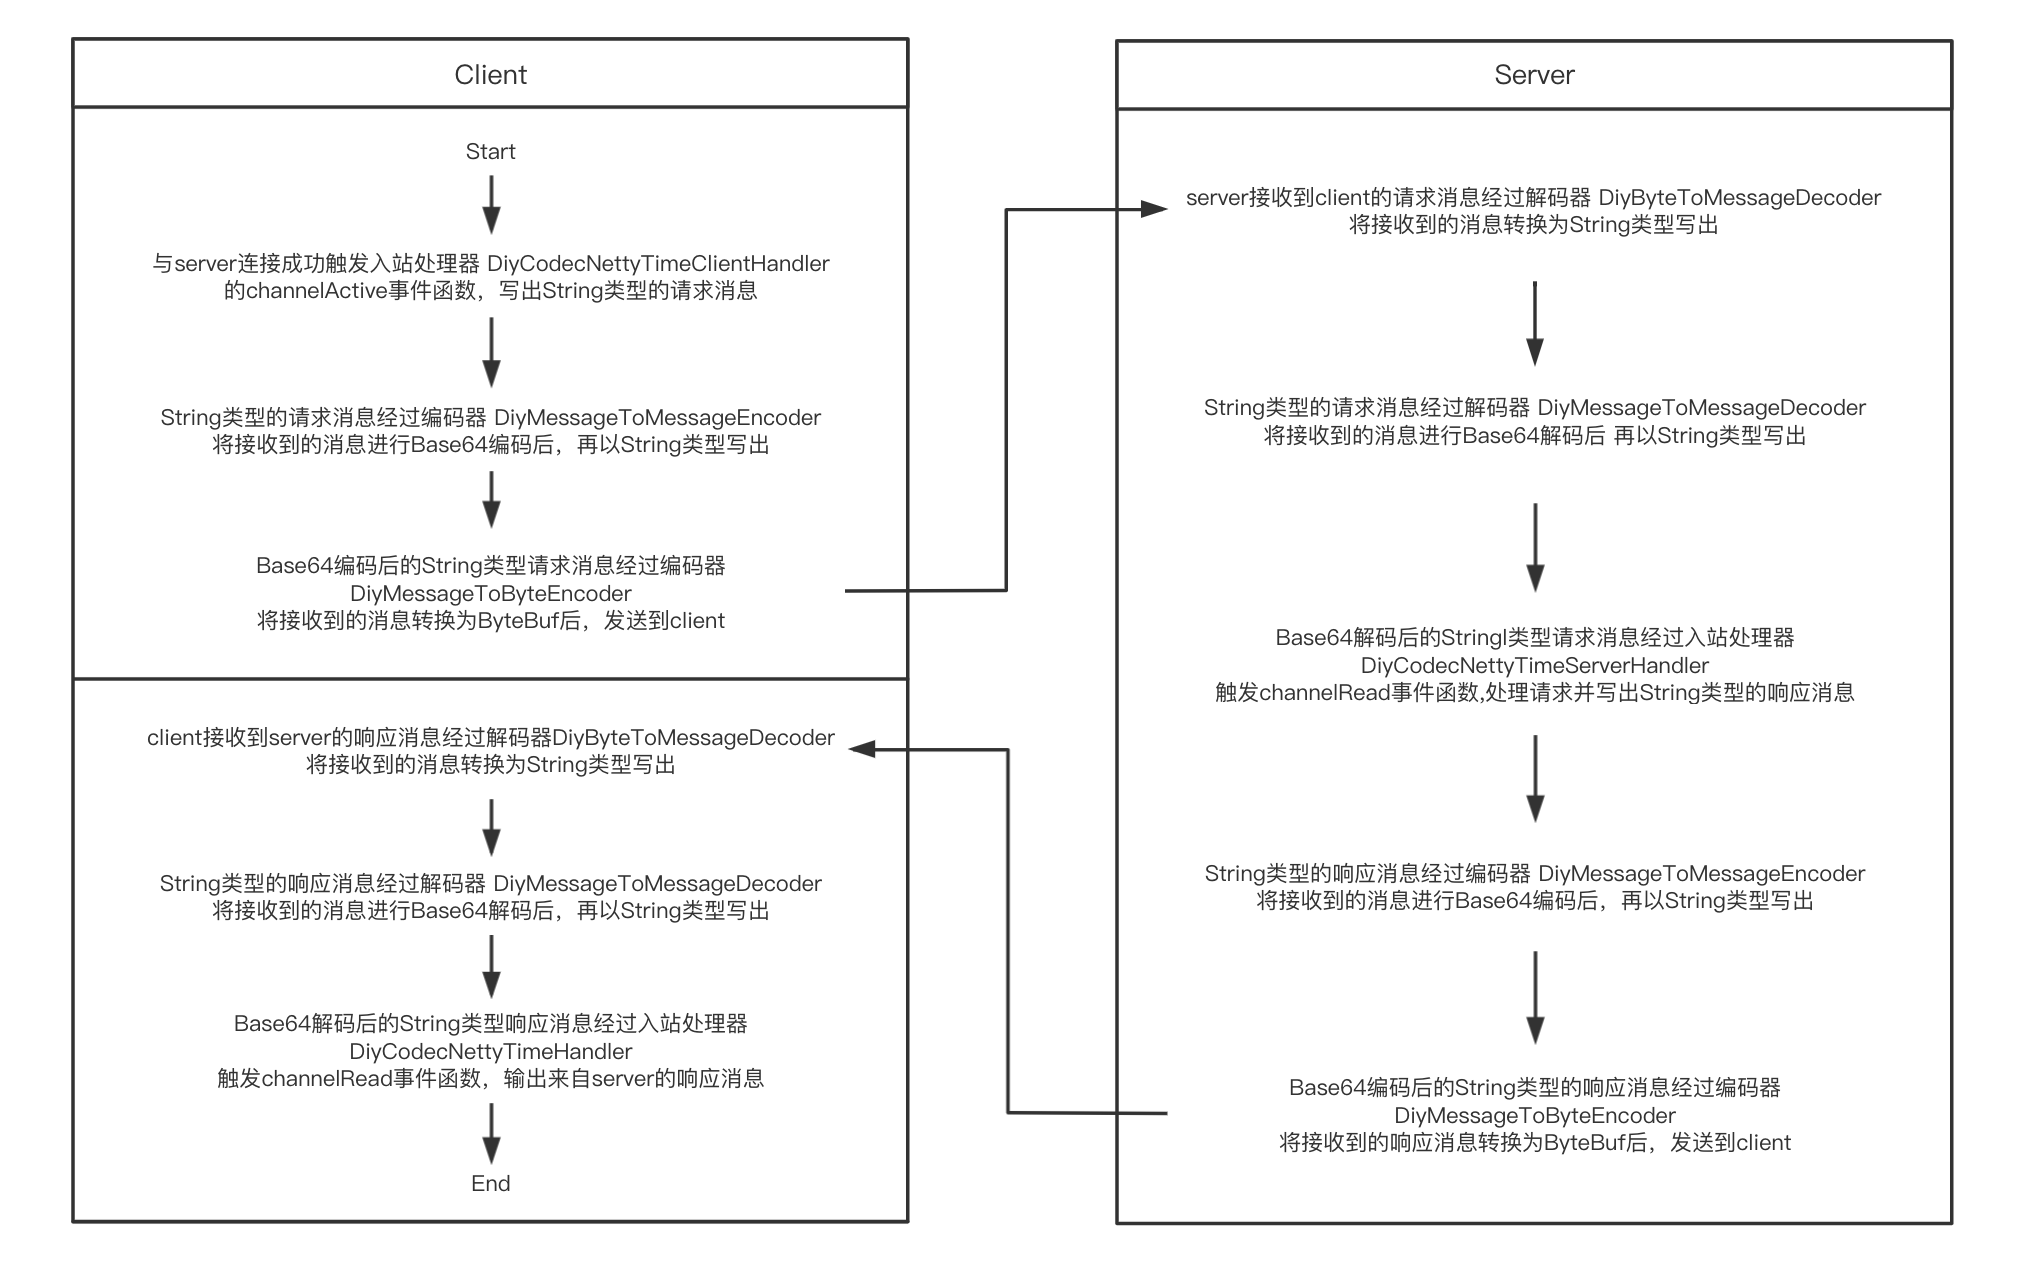 Client
Start
与server连接成功触发入站处理器 DiyCodecNettyTimeClientHandler
的channelActive事件函数，写出String类型的请求消息
String类型的请求消息经过编码器 DiyMessageToMessageEncoder
将接收到的消息进行Base64编码后，再以String类型写出
Base64编码后的String类型请求消息经过编码器
DiyMessageToByteEncoder
将接收到的消息转换为ByteBuf后，发送到client
client接收到server的响应消息经过解码器DiyByteToMessageDecoder
将接收到的消息转换为String类型写出
String类型的响应消息经过解码器 DiyMessageToMessageDecoder
将接收到的消息进行Base64解码后，再以String类型写出
Base64解码后的String类型响应消息经过入站处理器
DiyCodecNettyTimeHandler
触发channelRead事件函数，输出来自server的响应消息
End
Server
server接收到client的请求消息经过解码器 DiyByteToMessageDecoder
将接收到的消息转换为String类型写出
String类型的请求消息经过解码器 DiyMessageToMessageDecoder
将接收到的消息进行Base64解码后 再以String类型写出
Base64解码后的Stringl类型请求消息经过入站处理器
DiyCodecNettyTimeServerHandler
触发channelRead事件函数,处理请求并写出String类型的响应消息
String类型的响应消息经过编码器 DiyMessageToMessageEncoder
将接收到的消息进行Base64编码后，再以String类型写出
Base64编码后的String类型的响应消息经过编码器
DiyMessageToByteEncoder
将接收到的响应消息转换为ByteBuf后，发送到client